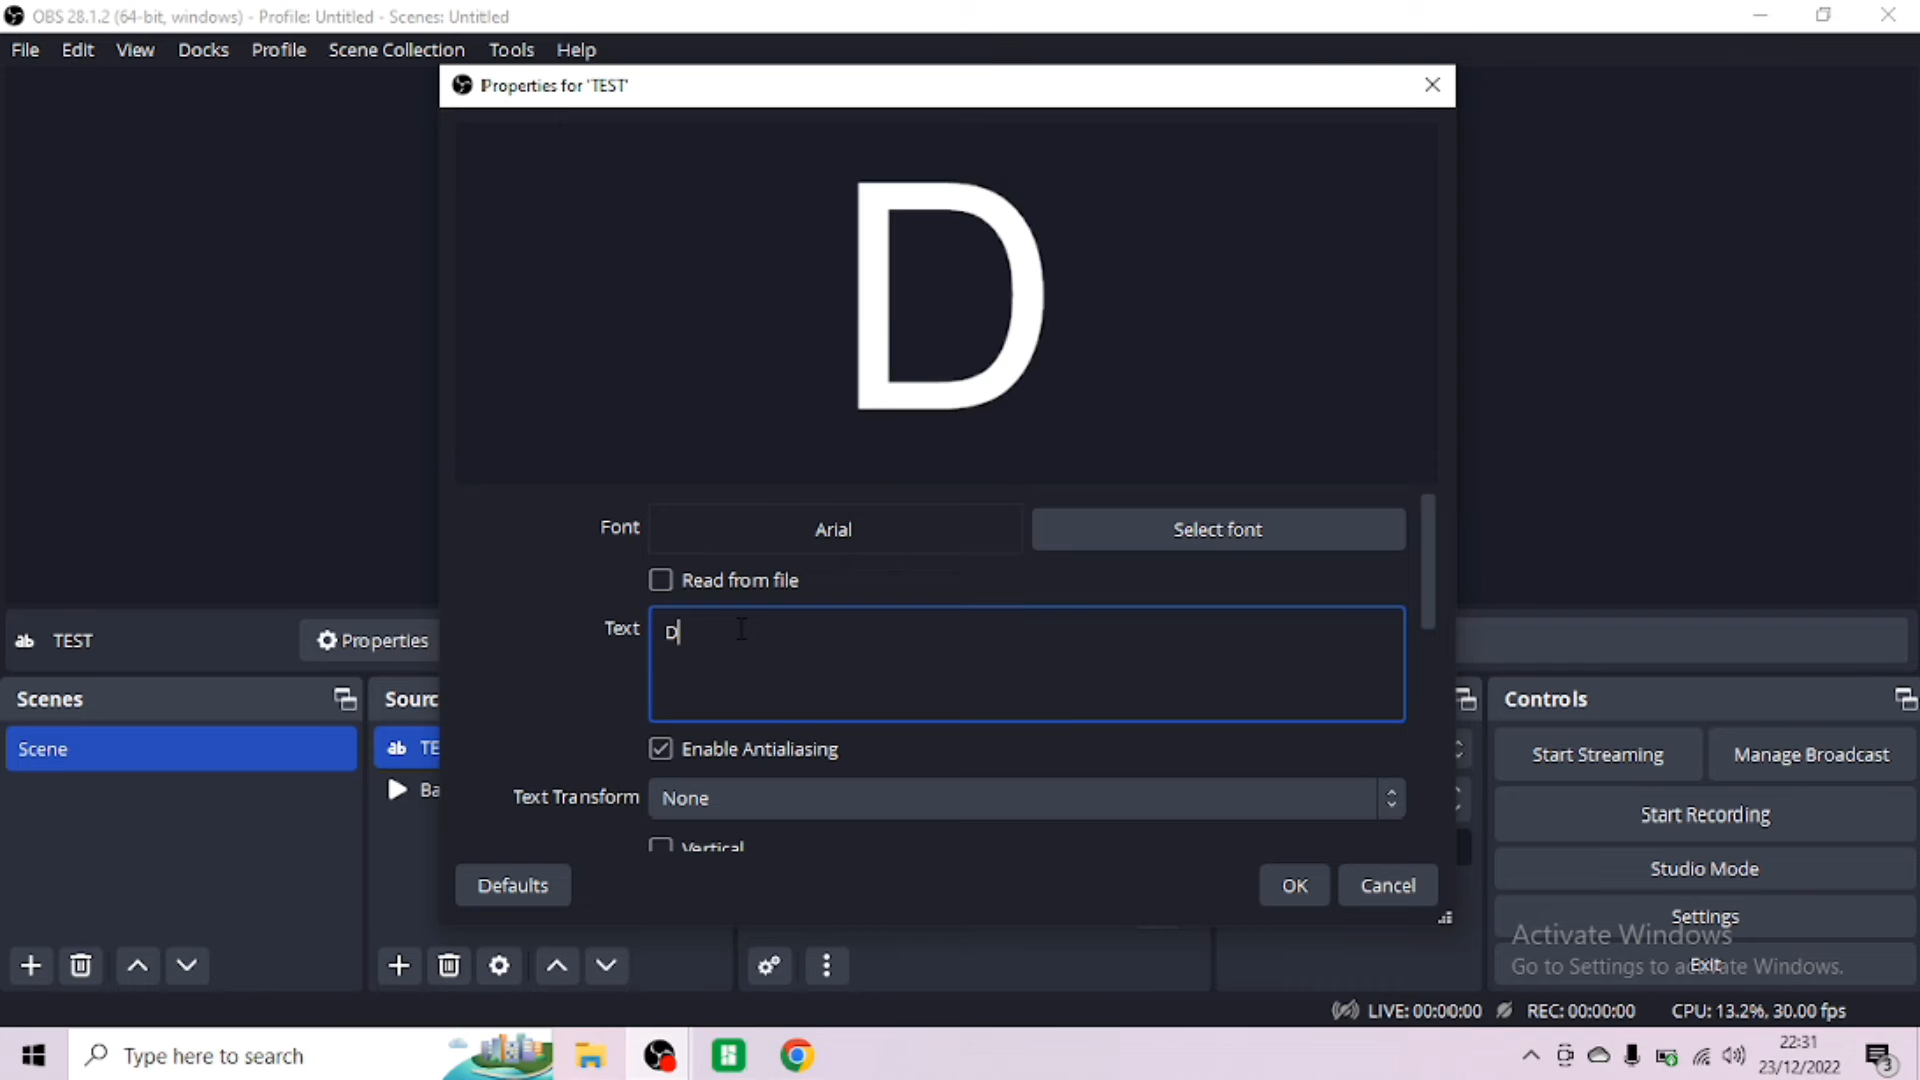 OBS 28.1.2 (64-bit, windows) - Profile: Untitled - Scenes: Untitled
File Edit View Docks Profile Scene Collection Tools Help
Properties for 'TEST'
D
Font Arial Select font
Read from file
Text D
Enable Antialiasing
Text Transform None
Vertical
Defaults OK Cancel
ab TEST Properties
Scenes
Scene
Sourc
ab TE
Ba
Controls
Start Streaming Manage Broadcast
Start Recording
Studio Mode
Settings
Exit
Activate Windows
Go to Settings to activate Windows.
LIVE: 00:00:00 REC: 00:00:00 CPU: 13.2%, 30.00 fps
Type here to search
22:31
23/12/2022
3